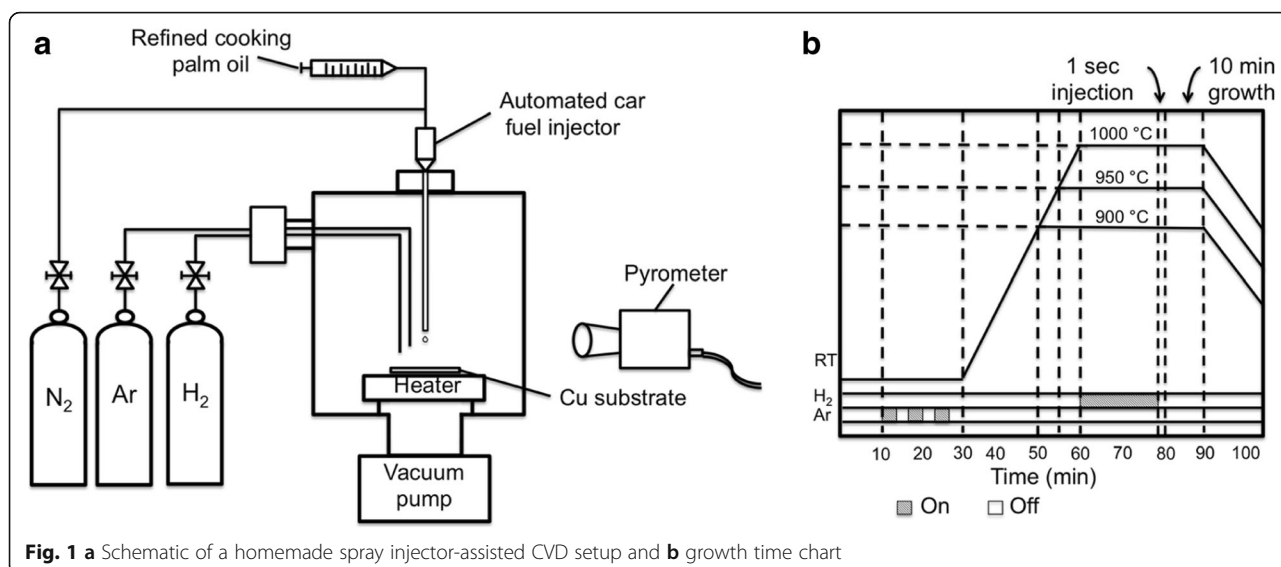 a
Refined cooking
palm oil
Automated car
fuel injector
Pyrometer
N2
Ar
H2
Heater
Cu substrate
Vacuum
pump
b
1 sec
injection
10 min
growth
1000 °C
950 °C
900 °C
RT
H2
Ar
10 20 30 40 50 60 70 80 90 100
Time (min)
On Off
Fig. 1 a Schematic of a homemade spray injector-assisted CVD setup and b growth time chart